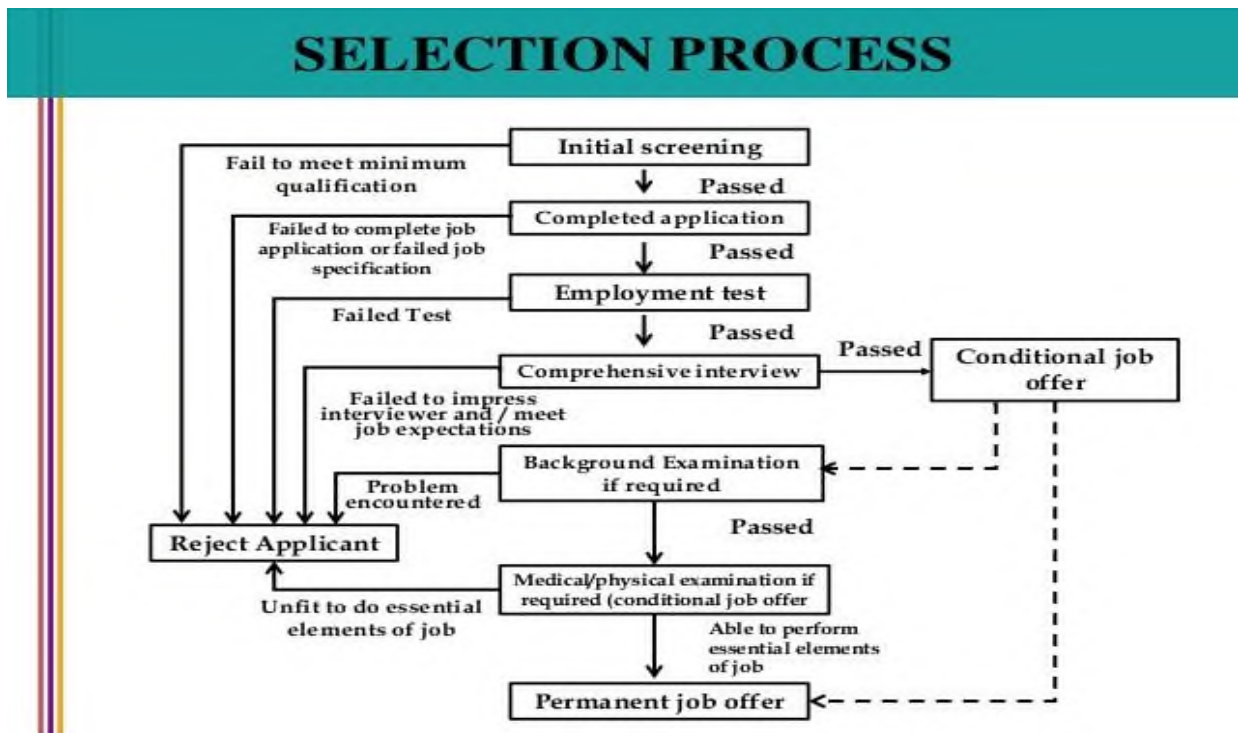 SELECTION PROCESS
Initial screening
Fail to meet minimum
qualification
Passed
Completed application
Failed to complete job
application or failed job
specification
Passed
Employment test
Failed Test
Passed
Comprehensive interview
Passed
Conditional job
offer
Failed to impress
interviewer and / meet
job expectations
Background Examination
if required
Problem
encountered
Passed
Reject Applicant
Medical/physical examination if
required (conditional job offer
Unfit to do essential
elements of job
Able to perform
essential elements
of job
Permanent job offer